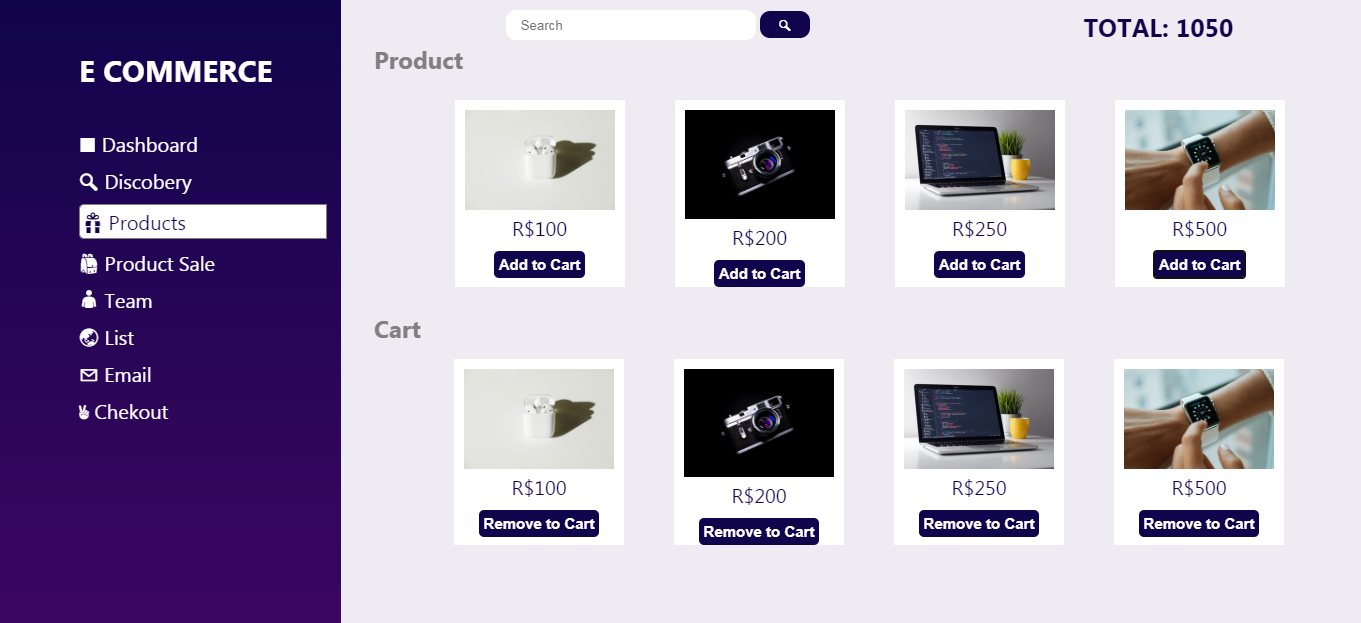 E COMMERCE
Dashboard
Discobery
Products
Product Sale
Team
List
Email
Chekout
Search
TOTAL: 1050
Product
R$100
Add to Cart
R$200
Add to Cart
R$250
Add to Cart
R$500
Add to Cart
Cart
R$100
Remove to Cart
R$200
Remove to Cart
R$250
Remove to Cart
R$500
Remove to Cart